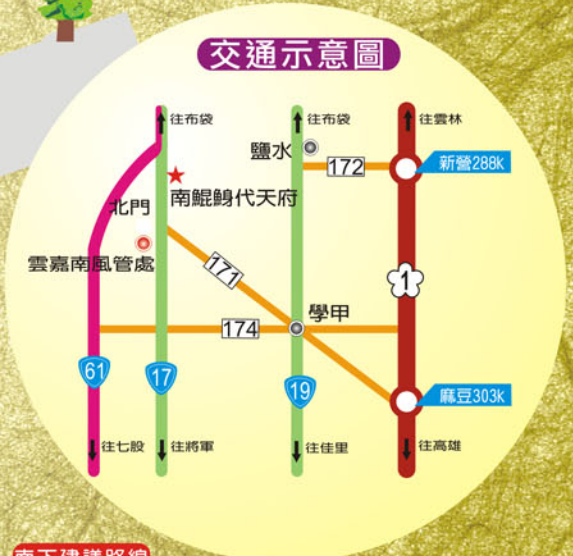 交通示意圖
往布袋
往布袋
往雲林
鹽水
172
新營288k
南鯤鯓代天府
北門
雲嘉南風管處
171
1
學甲
174
61
17
19
麻豆303k
往七股
往將軍
往佳里
往高雄
南下建議路線